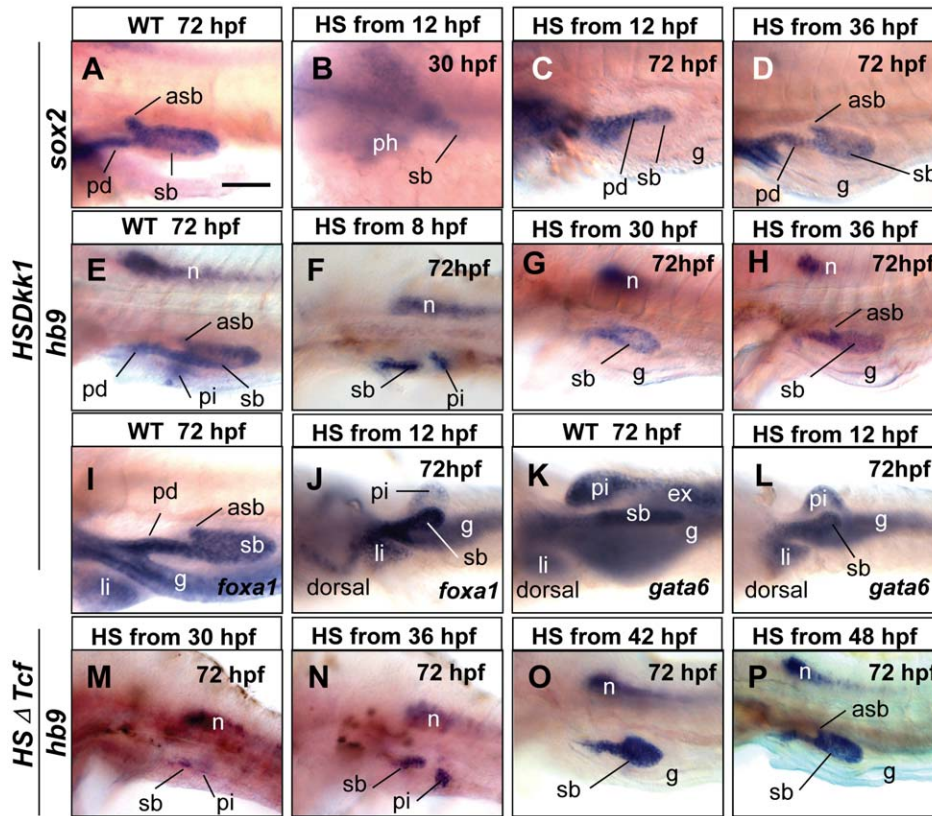 WT 72 hpf
HS from 12 hpf
HS from 12 hpf
HS from 36 hpf
A
asb
pd
sb
B
30 hpf
ph
sb
C
72 hpf
pd
sb
g
D
72 hpf
asb
pd
g
sb
sox2
HSDkk1
hb9
WT 72 hpf
HS from 8 hpf
HS from 30 hpf
HS from 36 hpf
E
n
asb
pd
pi
sb
F
72hpf
n
sb
pi
G
72hpf
n
sb
g
H
72hpf
n
asb
sb
g
WT 72 hpf
HS from 12 hpf
WT 72 hpf
HS from 12 hpf
I
pd
asb
sb
li
g
foxa1
J
72hpf
pi
g
li
sb
dorsal
foxa1
K
pi
ex
sb
g
li
dorsal
gata6
L
72hpf
pi
g
li
sb
dorsal
gata6
HS Δ Tcf
hb9
HS from 30 hpf
HS from 36 hpf
HS from 42 hpf
HS from 48 hpf
M
72 hpf
n
sb
pi
N
72 hpf
n
sb
pi
O
72 hpf
n
sb
g
P
72 hpf
n
asb
sb
g